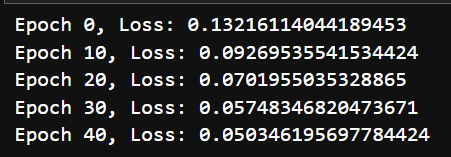 Epoch 0, Loss: 0.13216114044189453
Epoch 10, Loss: 0.09269535541534424
Epoch 20, Loss: 0.0701955035328865
Epoch 30, Loss: 0.05748346820473671
Epoch 40, Loss: 0.050346195697784424